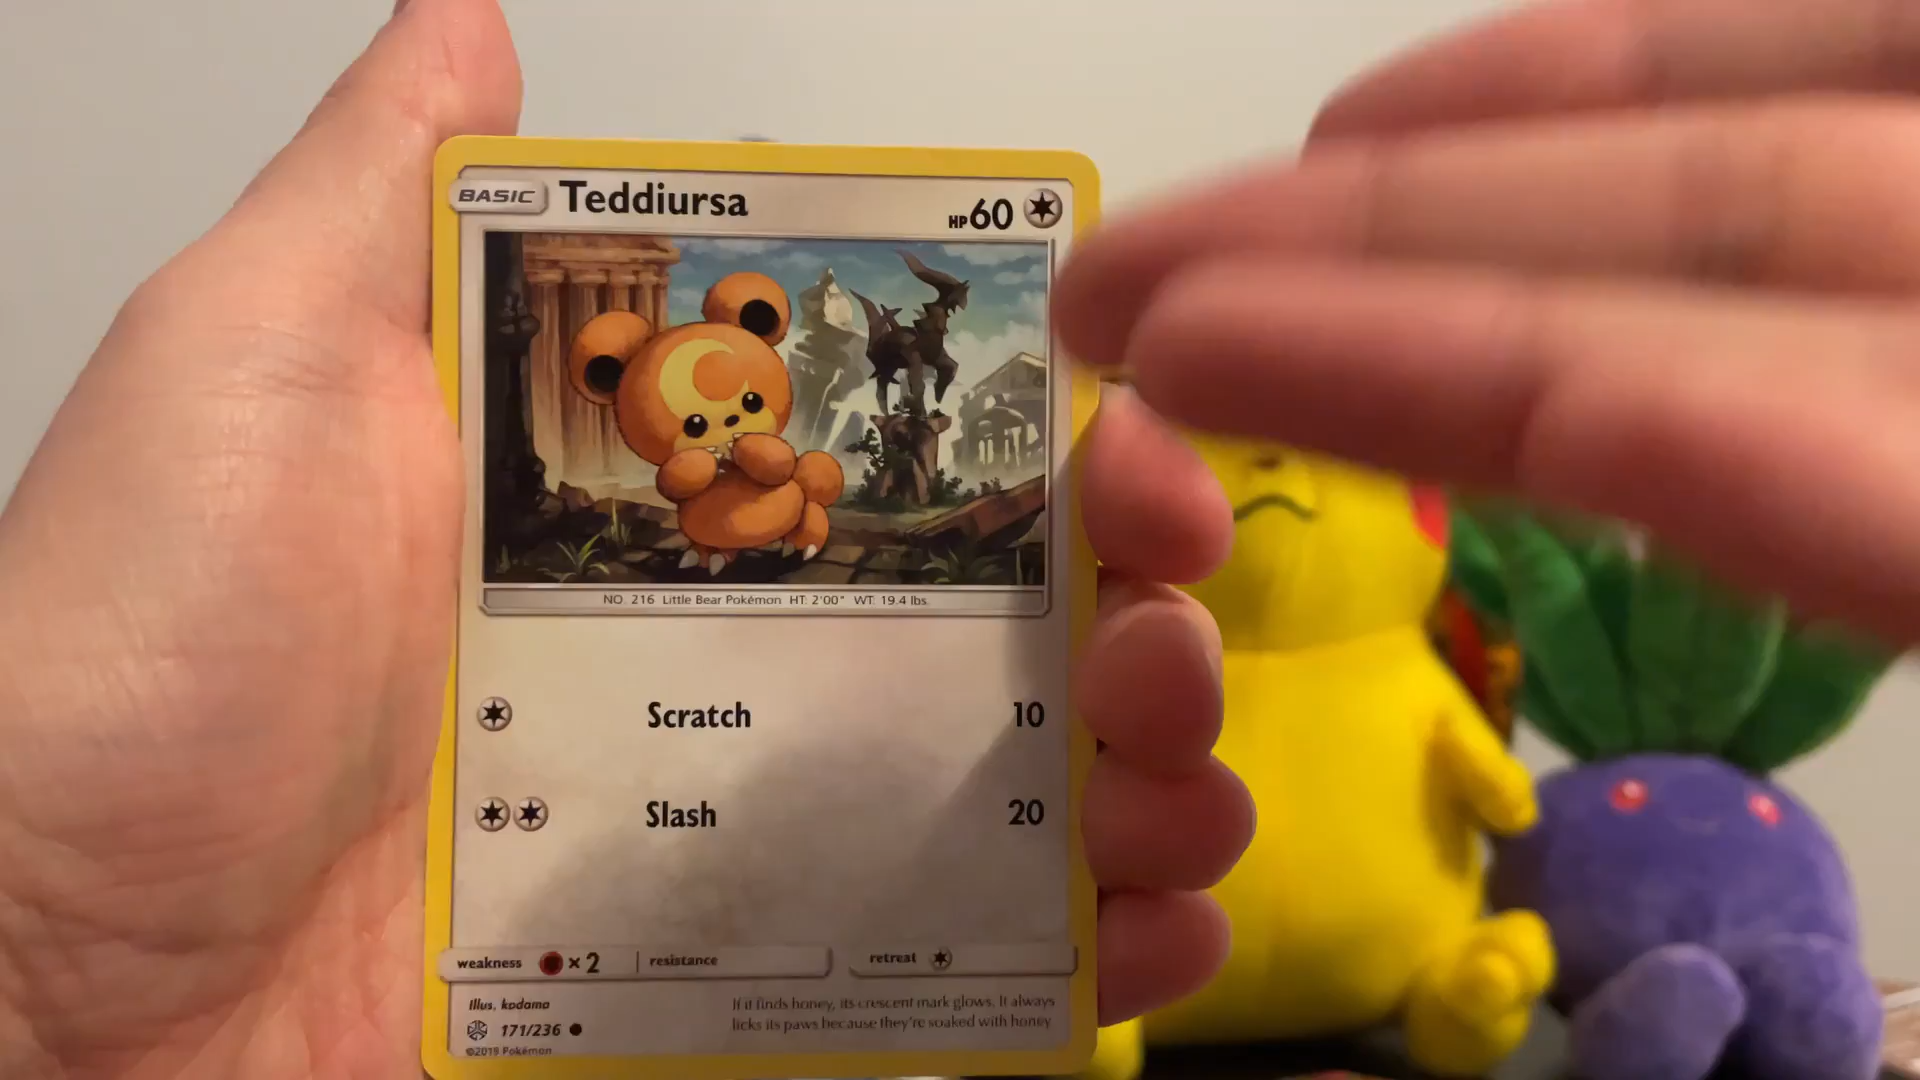 BASIC Teddiursa HP60
NO. 216 Little Bear Pokémon HT: 2'00" WT: 19.4 lbs.
Scratch 10
Slash 20
weakness ×2 resistance retreat
Illus. kodama
If it finds honey, its crescent mark glows. It always
licks its paws because they're soaked with honey.
171/236
©2019 Pokémon